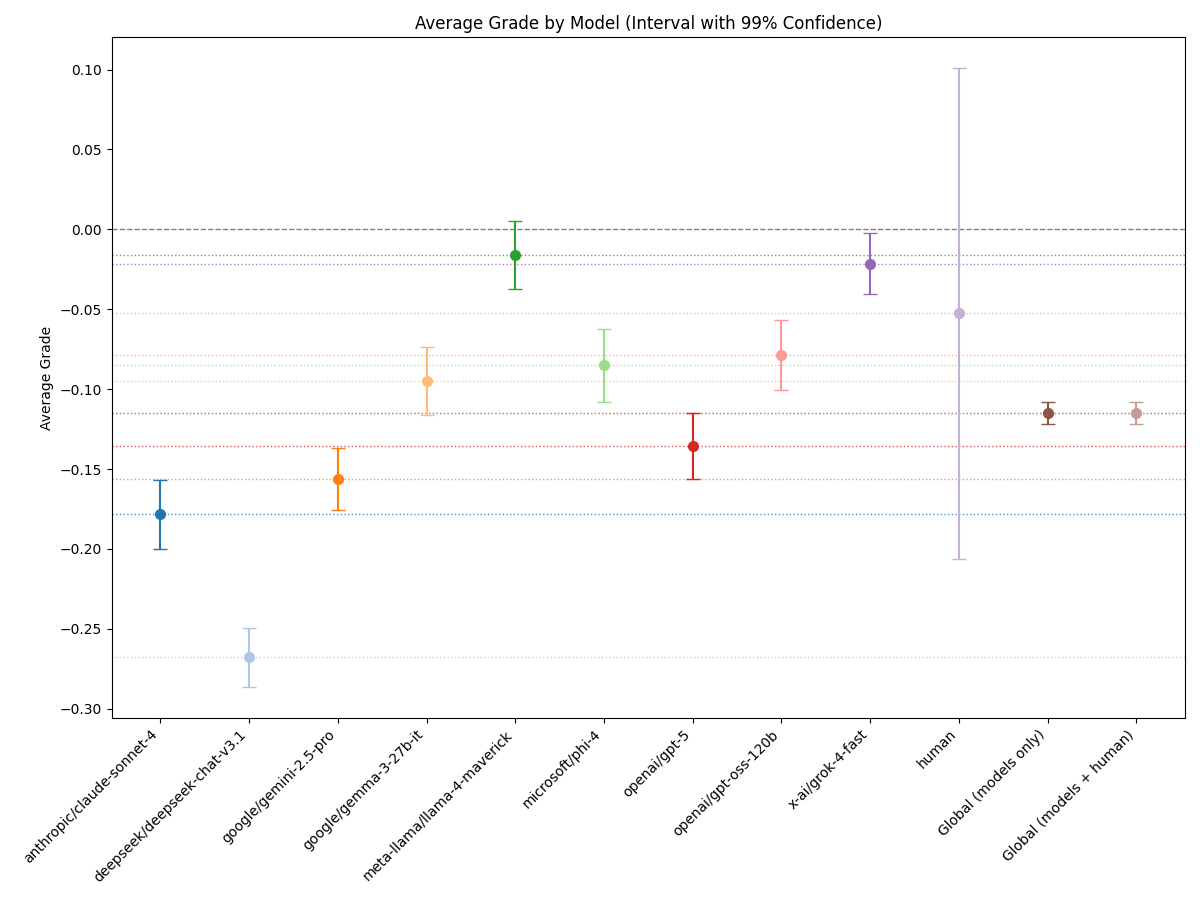 Average Grade by Model (Interval with 99% Confidence)
Average Grade
0.10
0.05
0.00
−0.05
−0.10
−0.15
−0.20
−0.25
−0.30
anthropic/claude-sonnet-4
deepseek/deepseek-chat-v3.1
google/gemini-2.5-pro
google/gemma-3-27b-it
meta-llama/llama-4-maverick
microsoft/phi-4
openai/gpt-5
openai/gpt-oss-120b
x-ai/grok-4-fast
human
Global (models only)
Global (models + human)